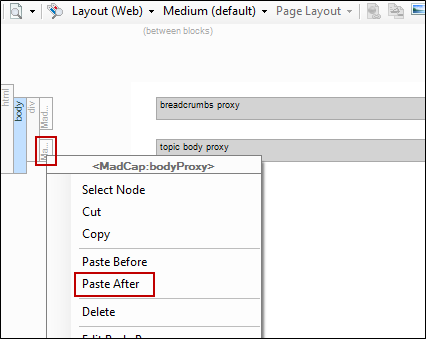 Layout (Web) Medium (default) Page Layout
(between blocks)
html
body
div
Mad...
breadcrumbs proxy
Ma...
topic body proxy
<MadCap:bodyProxy>
Select Node
Cut
Copy
Paste Before
Paste After
Delete